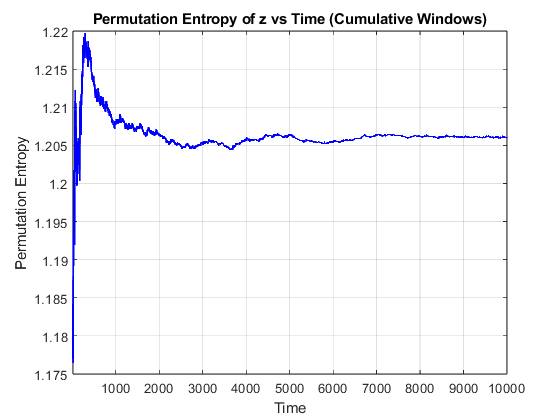 Permutation Entropy of z vs Time (Cumulative Windows)
1.22
1.215
1.21
1.205
1.2
1.195
1.19
1.185
1.18
1.175
Permutation Entropy
1000 2000 3000 4000 5000 6000 7000 8000 9000 10000
Time